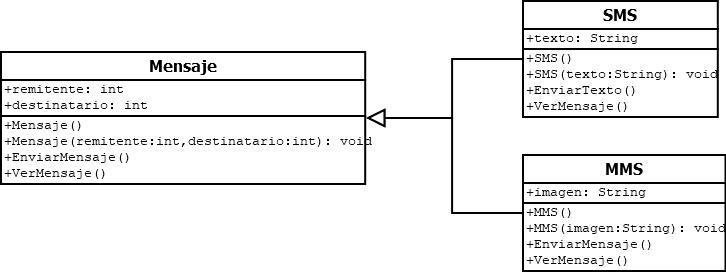 Mensaje
+remitente: int
+destinatario: int
+Mensaje()
+Mensaje(remitente:int,destinatario:int): void
+EnviarMensaje()
+VerMensaje()
SMS
+texto: String
+SMS()
+SMS(texto:String): void
+EnviarTexto()
+VerMensaje()
MMS
+imagen: String
+MMS()
+MMS(imagen:String): void
+EnviarMensaje()
+VerMensaje()